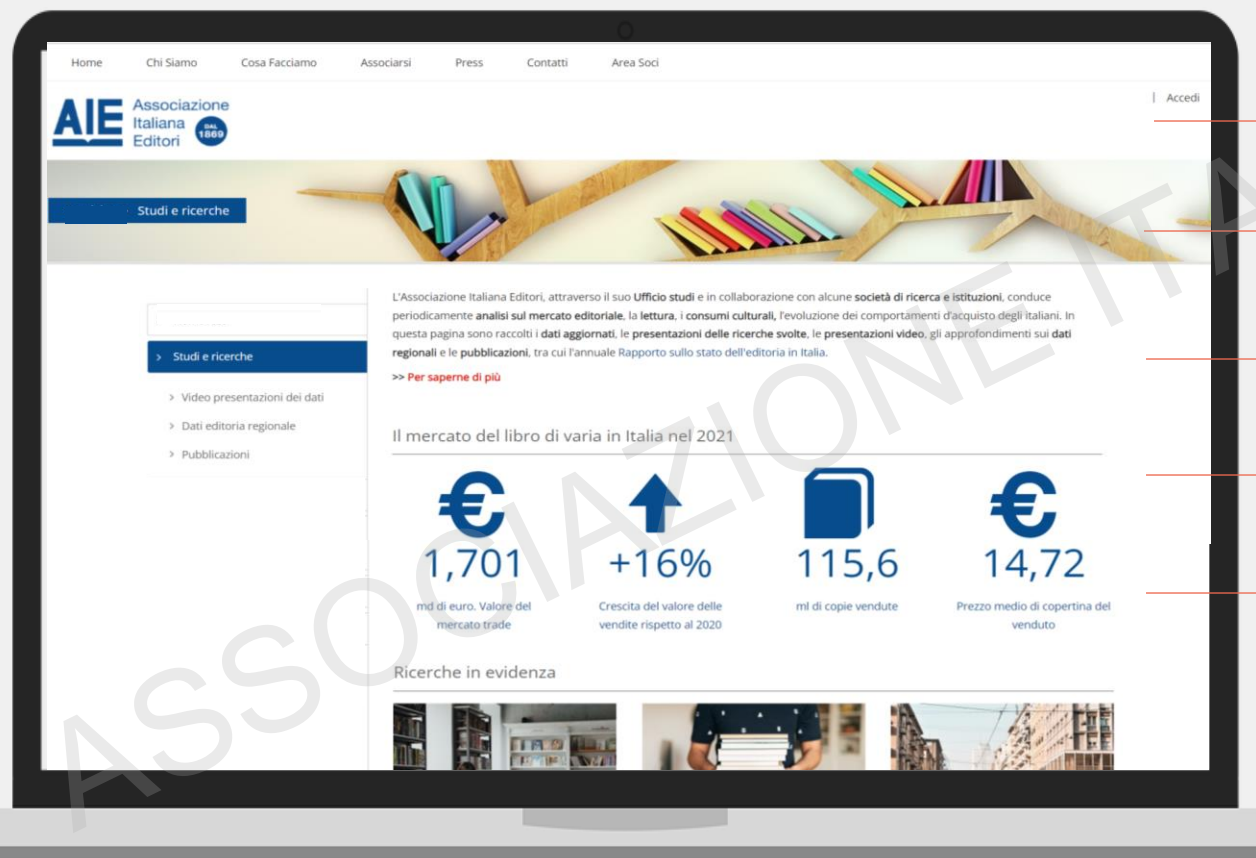 Home Chi Siamo Cosa Facciamo Associarsi Press Contatti Area Soci
| Accedi
AIE Associazione
Italiana
Editori DAL 1869
Studi e ricerche
L'Associazione Italiana Editori, attraverso il suo Ufficio studi e in collaborazione con alcune società di ricerca e istituzioni, conduce
periodicamente analisi sul mercato editoriale, la lettura, i consumi culturali, l'evoluzione dei comportamenti d'acquisto degli italiani. In
questa pagina sono raccolti i dati aggiornati, le presentazioni delle ricerche svolte, le presentazioni video, gli approfondimenti sui dati
regionali e le pubblicazioni, tra cui l'annuale Rapporto sullo stato dell'editoria in Italia.
>> Per saperne di più
> Studi e ricerche
> Video presentazioni dei dati
> Dati editoria regionale
> Pubblicazioni
Il mercato del libro di varia in Italia nel 2021
€ € 
1,701 +16% 115,6 14,72
md di euro. Valore del Crescita del valore delle ml di copie vendute Prezzo medio di copertina del
mercato trade vendite rispetto al 2020 venduto
Ricerche in evidenza
ASSOCIAZIONE ITA